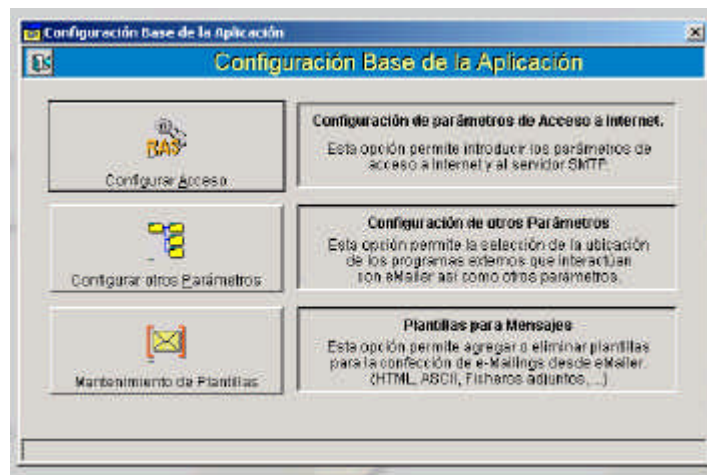 Configuración Base de la Aplicación
Configuración Base de la Aplicación
RAS
Configurar Acceso
Configuración de parámetros de Acceso a Internet.
Esta opción permite introducir los parámetros de
acceso a Internet y al servidor SMTP.
Configurar otros Parámetros
Configuración de otros Parámetros
Esta opción permite la selección de la ubicación
de los programas externos que interactúan
con eMailer así como otros parámetros.
Mantenimiento de Plantillas
Plantillas para Mensajes
Esta opción permite agregar o eliminar plantillas
para la confección de e-Mailings desde eMailer.
(HTML, ASCII, Ficheros adjuntos, ...)